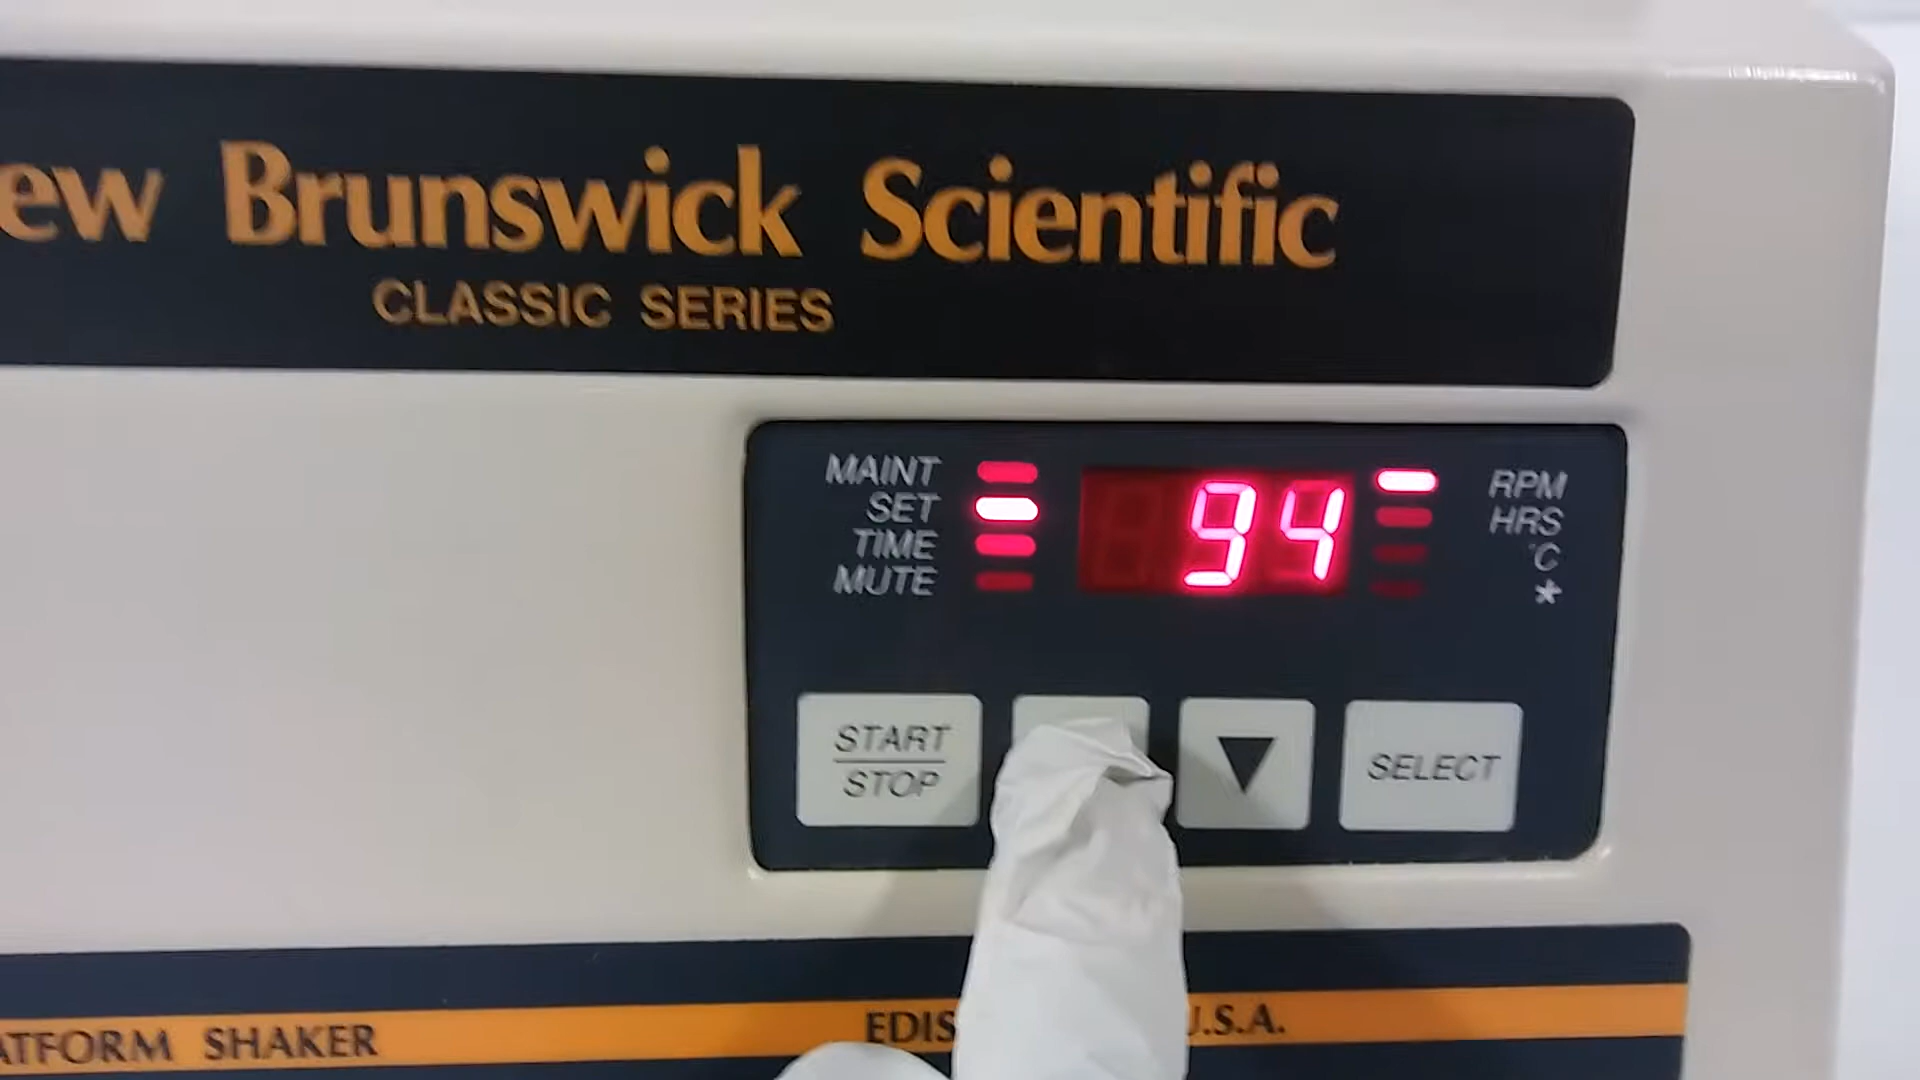 ew Brunswick Scientific
CLASSIC SERIES
MAINT
SET
TIME
MUTE
94
RPM
HRS
°C
*
START
STOP
▼
SELECT
ATFORM SHAKER
EDIS U.S.A.